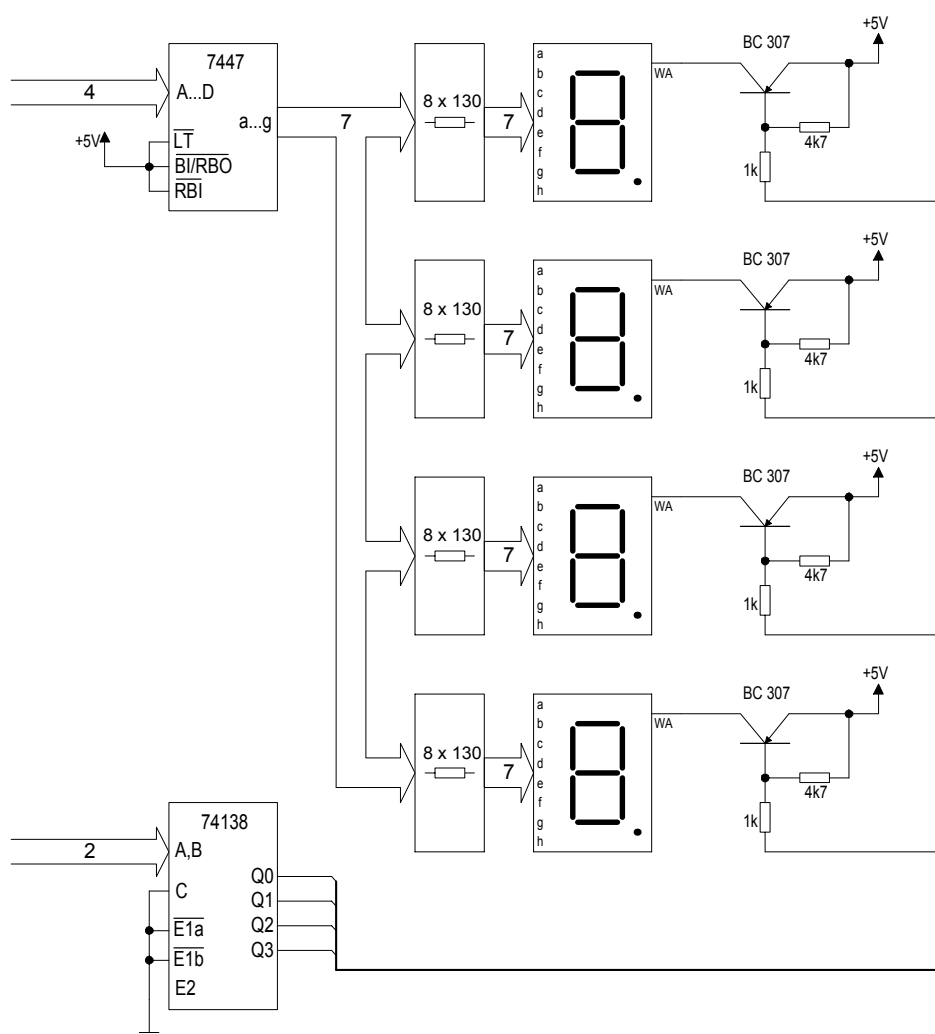 7447
4
A...D
a...g
7
+5V
LT
BI/RBO
RBI
8 x 130
7
a
b
c
d
e
f
g
h
WA
BC 307
+5V
4k7
1k
8 x 130
7
a
b
c
d
e
f
g
h
WA
BC 307
+5V
4k7
1k
8 x 130
7
a
b
c
d
e
f
g
h
WA
BC 307
+5V
4k7
1k
8 x 130
7
a
b
c
d
e
f
g
h
WA
BC 307
+5V
4k7
1k
74138
2
A,B
C
E1a
E1b
E2
Q0
Q1
Q2
Q3